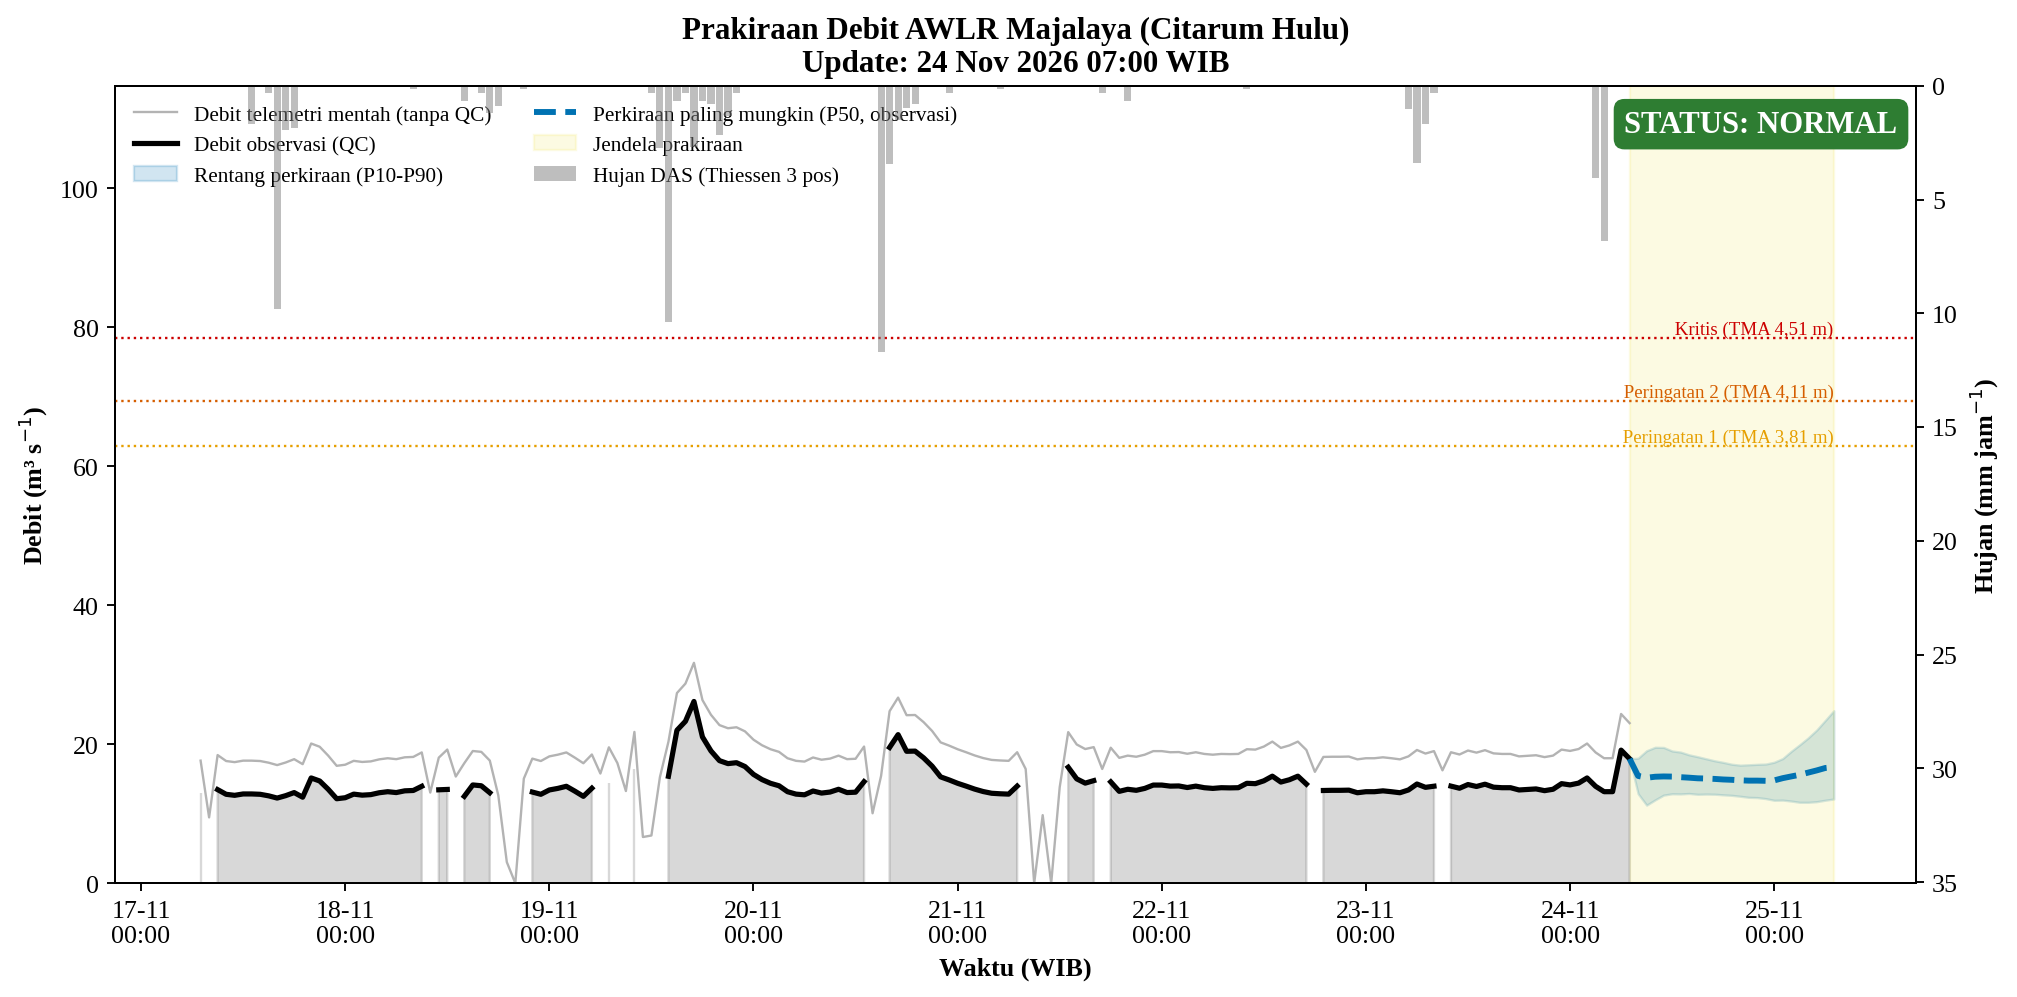 Prakiraan Debit AWLR Majalaya (Citarum Hulu)
Update: 24 Nov 2026 07:00 WIB
Debit telemetri mentah (tanpa QC)
Debit observasi (QC)
Rentang perkiraan (P10-P90)
Perkiraan paling mungkin (P50, observasi)
Jendela prakiraan
Hujan DAS (Thiessen 3 pos)
STATUS: NORMAL
Kritis (TMA 4,51 m)
Peringatan 2 (TMA 4,11 m)
Peringatan 1 (TMA 3,81 m)
Debit (m³ s⁻¹)
100
80
60
40
20
0
Hujan (mm jam⁻¹)
0
5
10
15
20
25
30
35
17-11
00:00
18-11
00:00
19-11
00:00
20-11
00:00
21-11
00:00
22-11
00:00
23-11
00:00
24-11
00:00
25-11
00:00
Waktu (WIB)